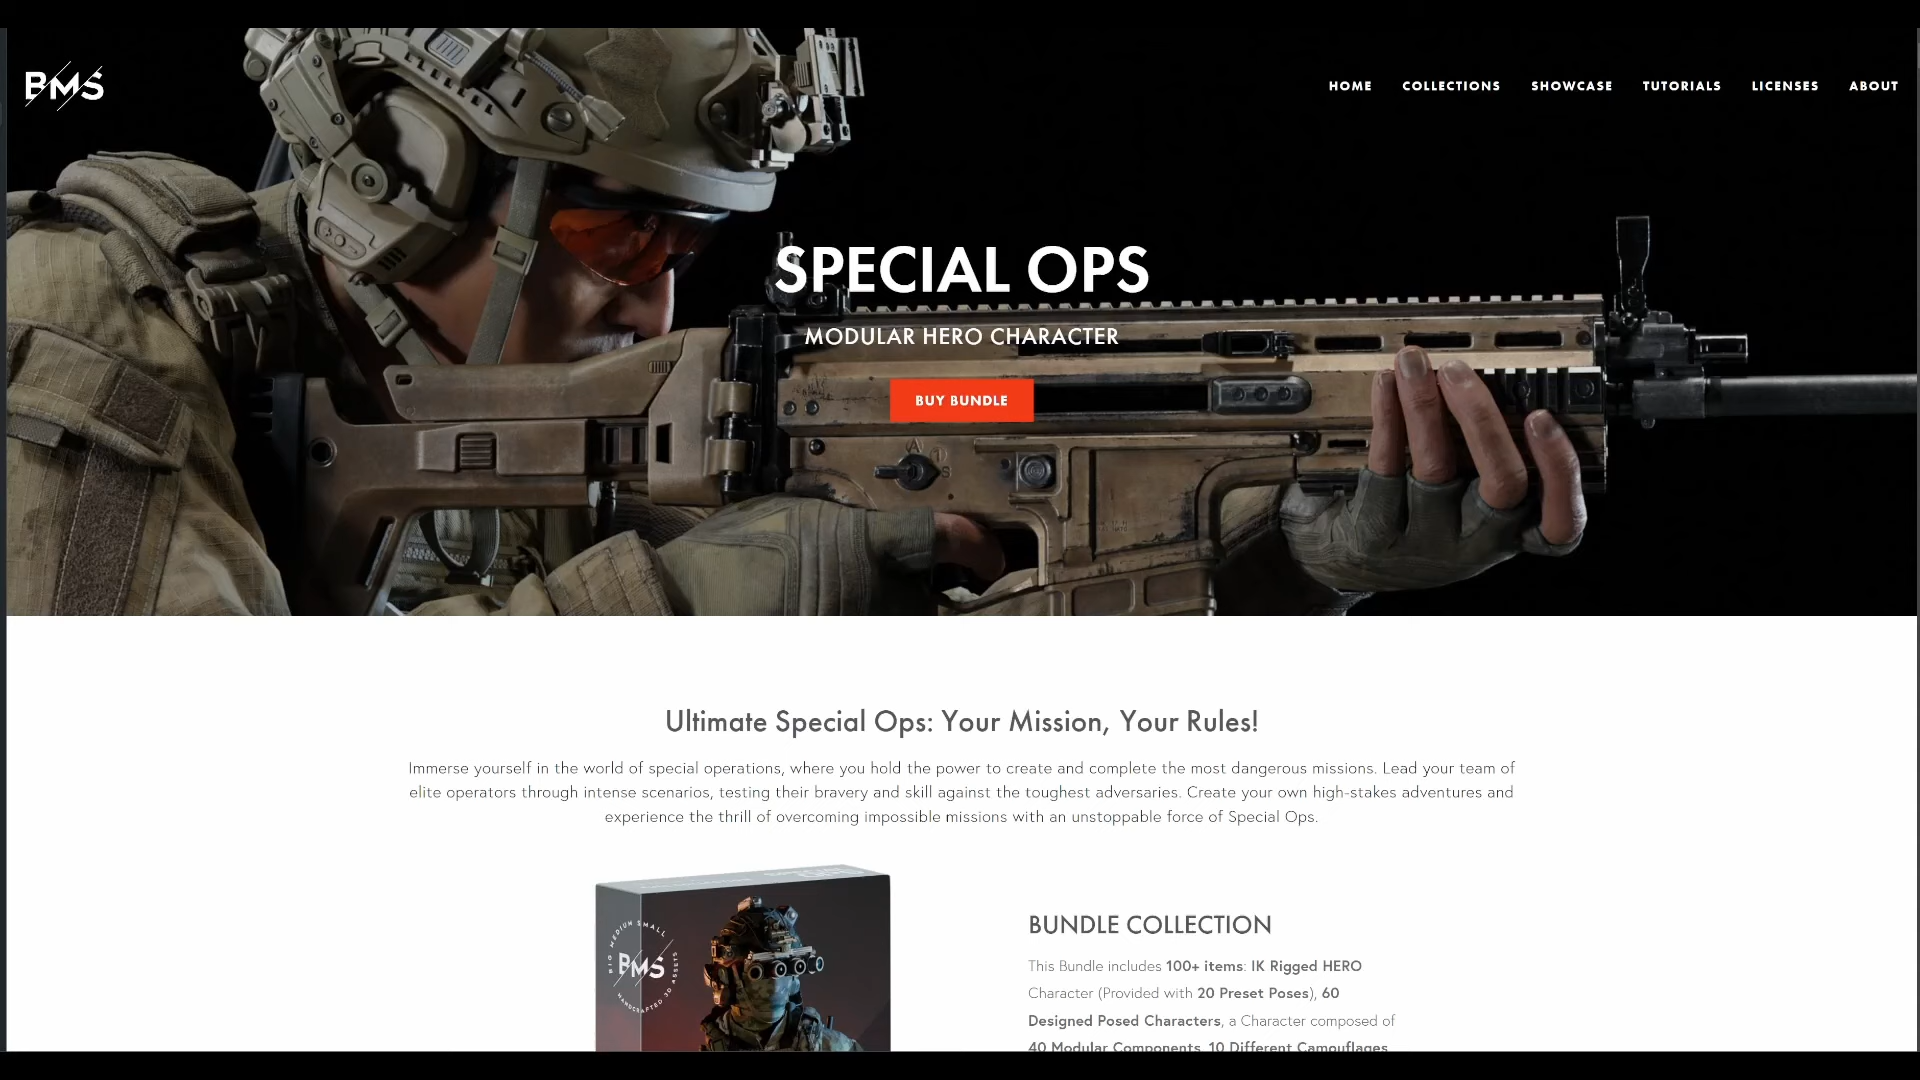 BMS
HOME COLLECTIONS SHOWCASE TUTORIALS LICENSES ABOUT
SPECIAL OPS
MODULAR HERO CHARACTER
BUY BUNDLE
A
1
S
Ultimate Special Ops: Your Mission, Your Rules!
Immerse yourself in the world of special operations, where you hold the power to create and complete the most dangerous missions. Lead your team of
elite operators through intense scenarios, testing their bravery and skill against the toughest adversaries. Create your own high-stakes adventures and
experience the thrill of overcoming impossible missions with an unstoppable force of Special Ops.
BIG MEDIUM SMALL
BMS
HANDCRAFTED 3D ASSETS
BUNDLE COLLECTION
This Bundle includes 100+ items: IK Rigged HERO
Character (Provided with 20 Preset Poses), 60
Designed Posed Characters, a Character composed of
40 Modular Components, 10 Different Camouflages